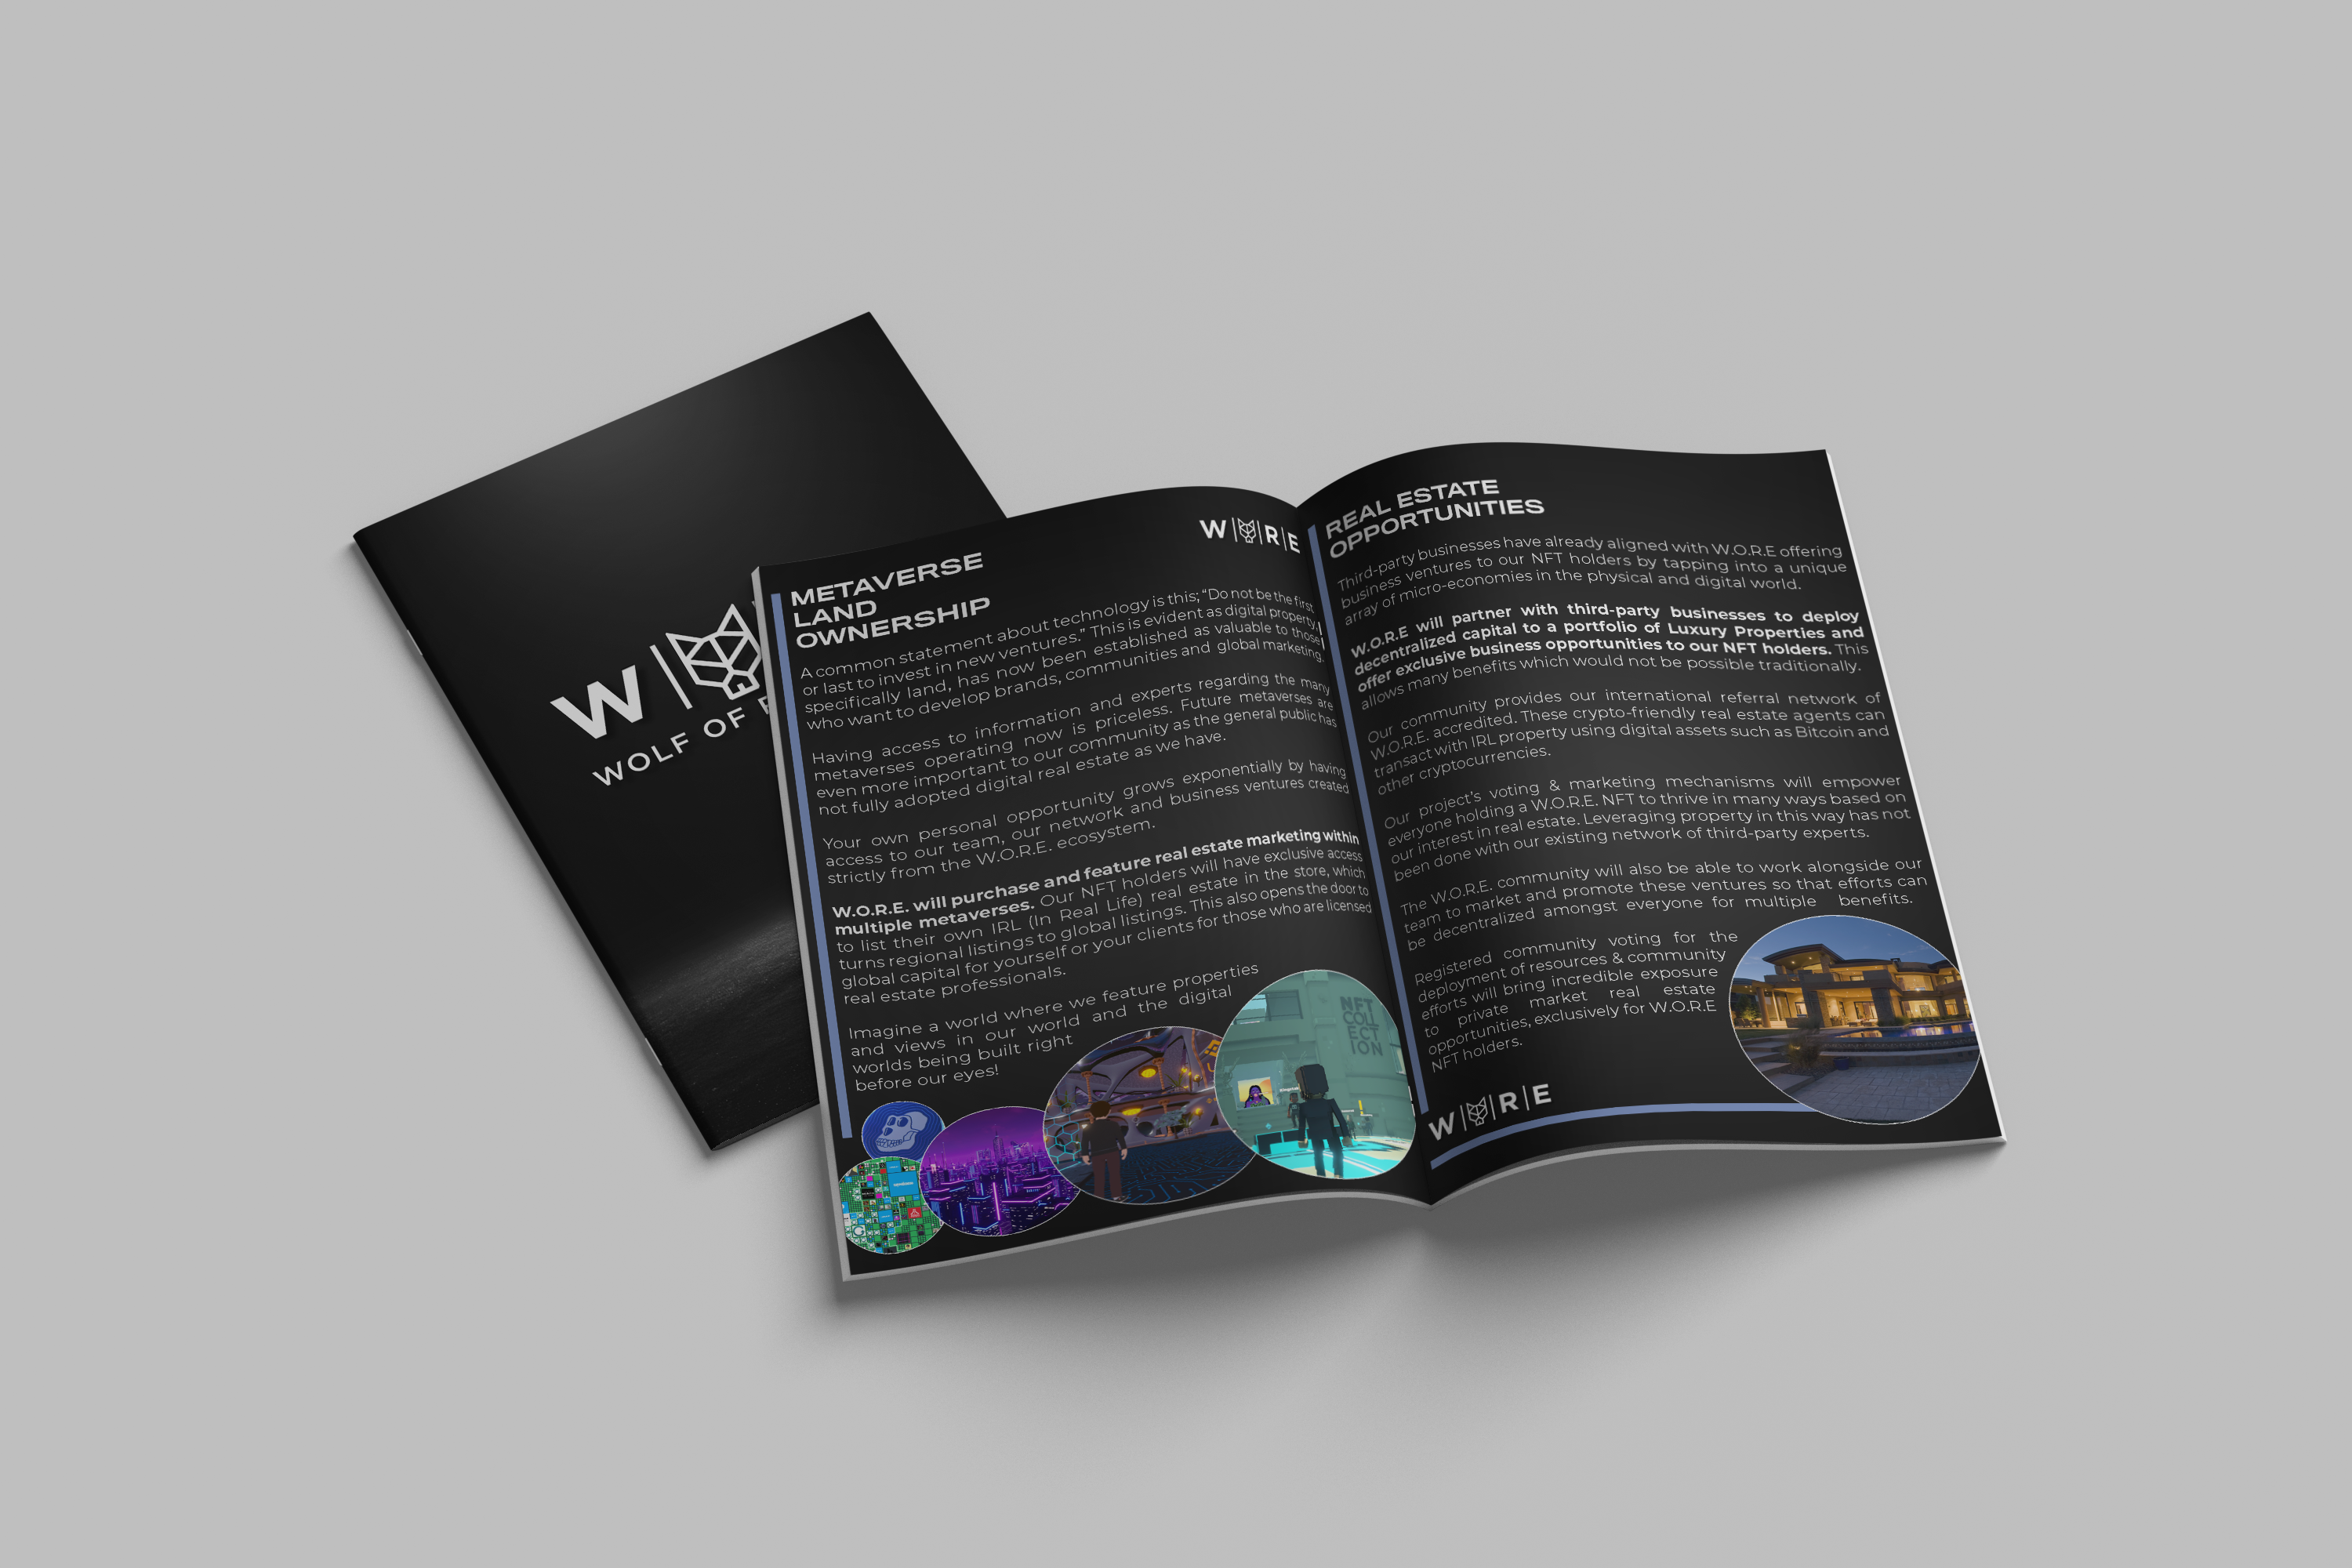 W
WOLF OF
W R E
METAVERSE
LAND
OWNERSHIP
A common statement about technology is this; “Do not be the first
or last to invest in new ventures.” This is evident as digital property,
specifically land, has now been established as valuable to those
who want to develop brands, communities and global marketing.
Having access to information and experts regarding the many
metaverses operating now is priceless. Future metaverses are
even more important to our community as the general public has
not fully adopted digital real estate as we have.
Your own personal opportunity grows exponentially by having
access to our team, our network and business ventures created
strictly from the W.O.R.E. ecosystem.
W.O.R.E. will purchase and feature real estate marketing within
multiple metaverses. Our NFT holders will have exclusive access
to list their own IRL (In Real Life) real estate in the store, which
turns regional listings to global listings. This also opens the door to
global capital for yourself or your clients for those who are licensed
real estate professionals.
Imagine a world where we feature properties
and views in our world and the digital
worlds being built right
before our eyes!
NFT
COLL
ECT
ION
REAL ESTATE
OPPORTUNITIES
Third-party businesses have already aligned with W.O.R.E offering
business ventures to our NFT holders by tapping into a unique
array of micro-economies in the physical and digital world.
W.O.R.E will partner with third-party businesses to deploy
decentralized capital to a portfolio of Luxury Properties and
offer exclusive business opportunities to our NFT holders. This
allows many benefits which would not be possible traditionally.
Our community provides our international referral network of
W.O.R.E. accredited. These crypto-friendly real estate agents can
transact with IRL property using digital assets such as Bitcoin and
other cryptocurrencies.
Our project’s voting & marketing mechanisms will empower
everyone holding a W.O.R.E. NFT to thrive in many ways based on
our interest in real estate. Leveraging property in this way has not
been done with our existing network of third-party experts.
The W.O.R.E. community will also be able to work alongside our
team to market and promote these ventures so that efforts can
be decentralized amongst everyone for multiple benefits.
Registered community voting for the
deployment of resources & community
efforts will bring incredible exposure
to private market real estate
opportunities, exclusively for W.O.R.E
NFT holders.
W R E